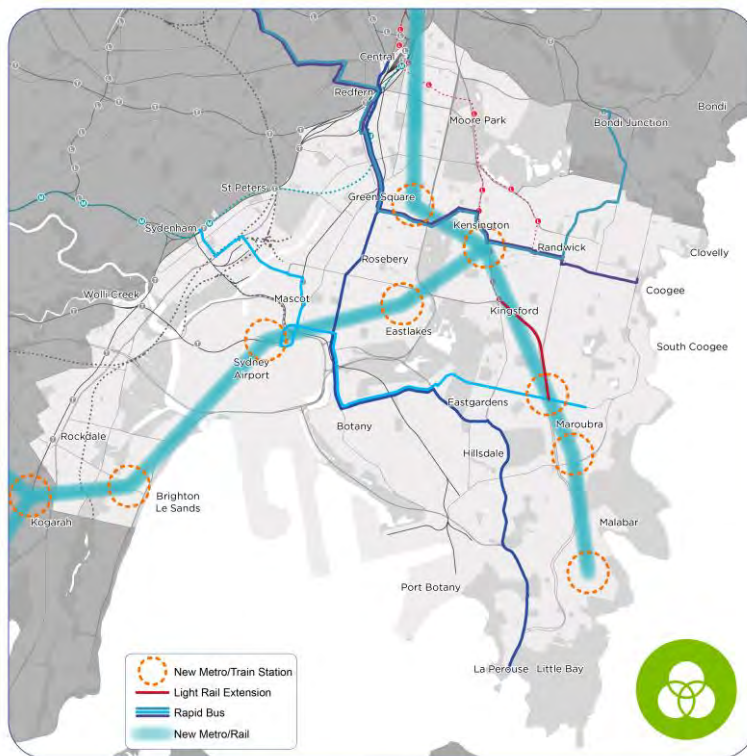 Central
Redfern
Moore Park
Bondi
Bondi Junction
St Peters
Green Square
Sydenham
Kensington
Randwick
Clovelly
Rosebery
Wolli Creek
Mascot
Coogee
Kingsford
Eastlakes
South Coogee
Sydney
Airport
Eastgardens
Botany
Maroubra
Rockdale
Hillsdale
Brighton
Le Sands
Kogarah
Malabar
Port Botany
La Perouse
Little Bay
New Metro/Train Station
Light Rail Extension
Rapid Bus
New Metro/Rail